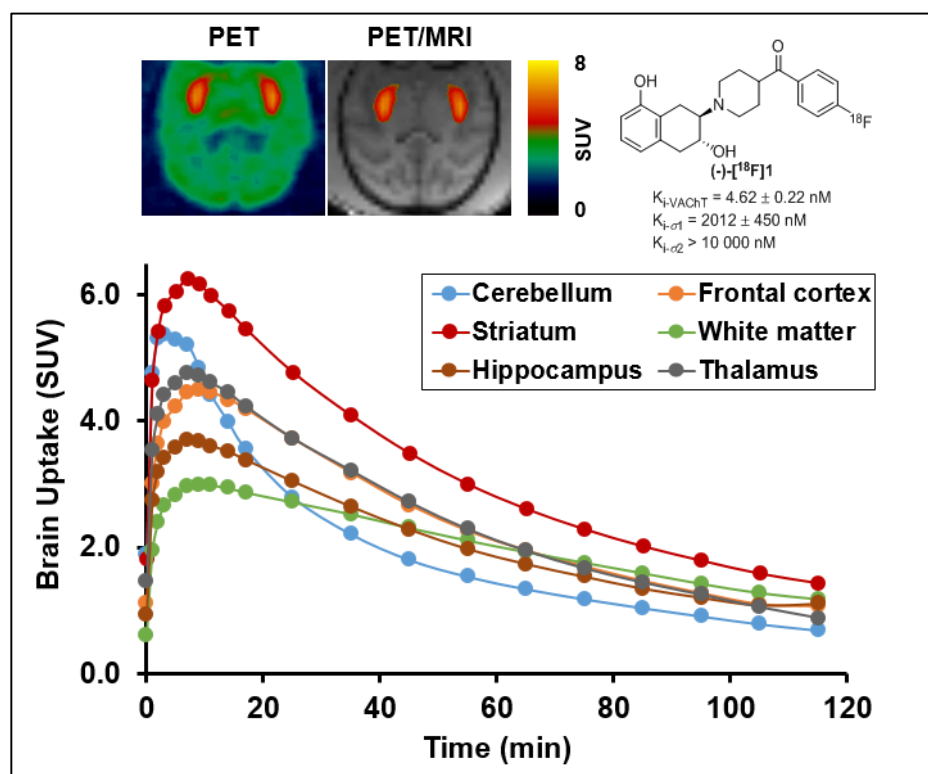 PET PET/MRI
8
SUV
0
OH
N
O
18F
OH
(-)-[18F]1
Ki-VAChT = 4.62 ± 0.22 nM
Ki-σ1 = 2012 ± 450 nM
Ki-σ2 > 10 000 nM
Cerebellum Frontal cortex
Striatum White matter
Hippocampus Thalamus
Brain Uptake (SUV)
6.0
4.0
2.0
0.0
0 20 40 60 80 100 120
Time (min)